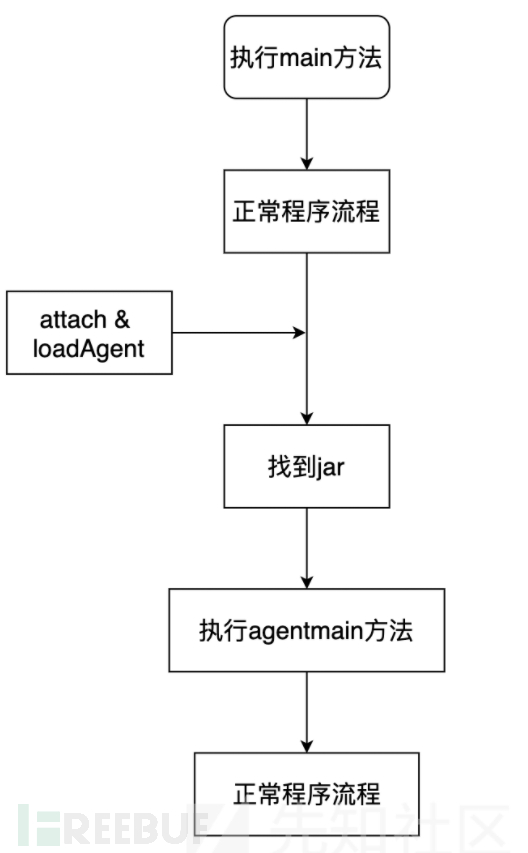 执行main方法
正常程序流程
attach &
loadAgent
找到jar
执行agentmain方法
正常程序流程
FREEBUF
先知社区